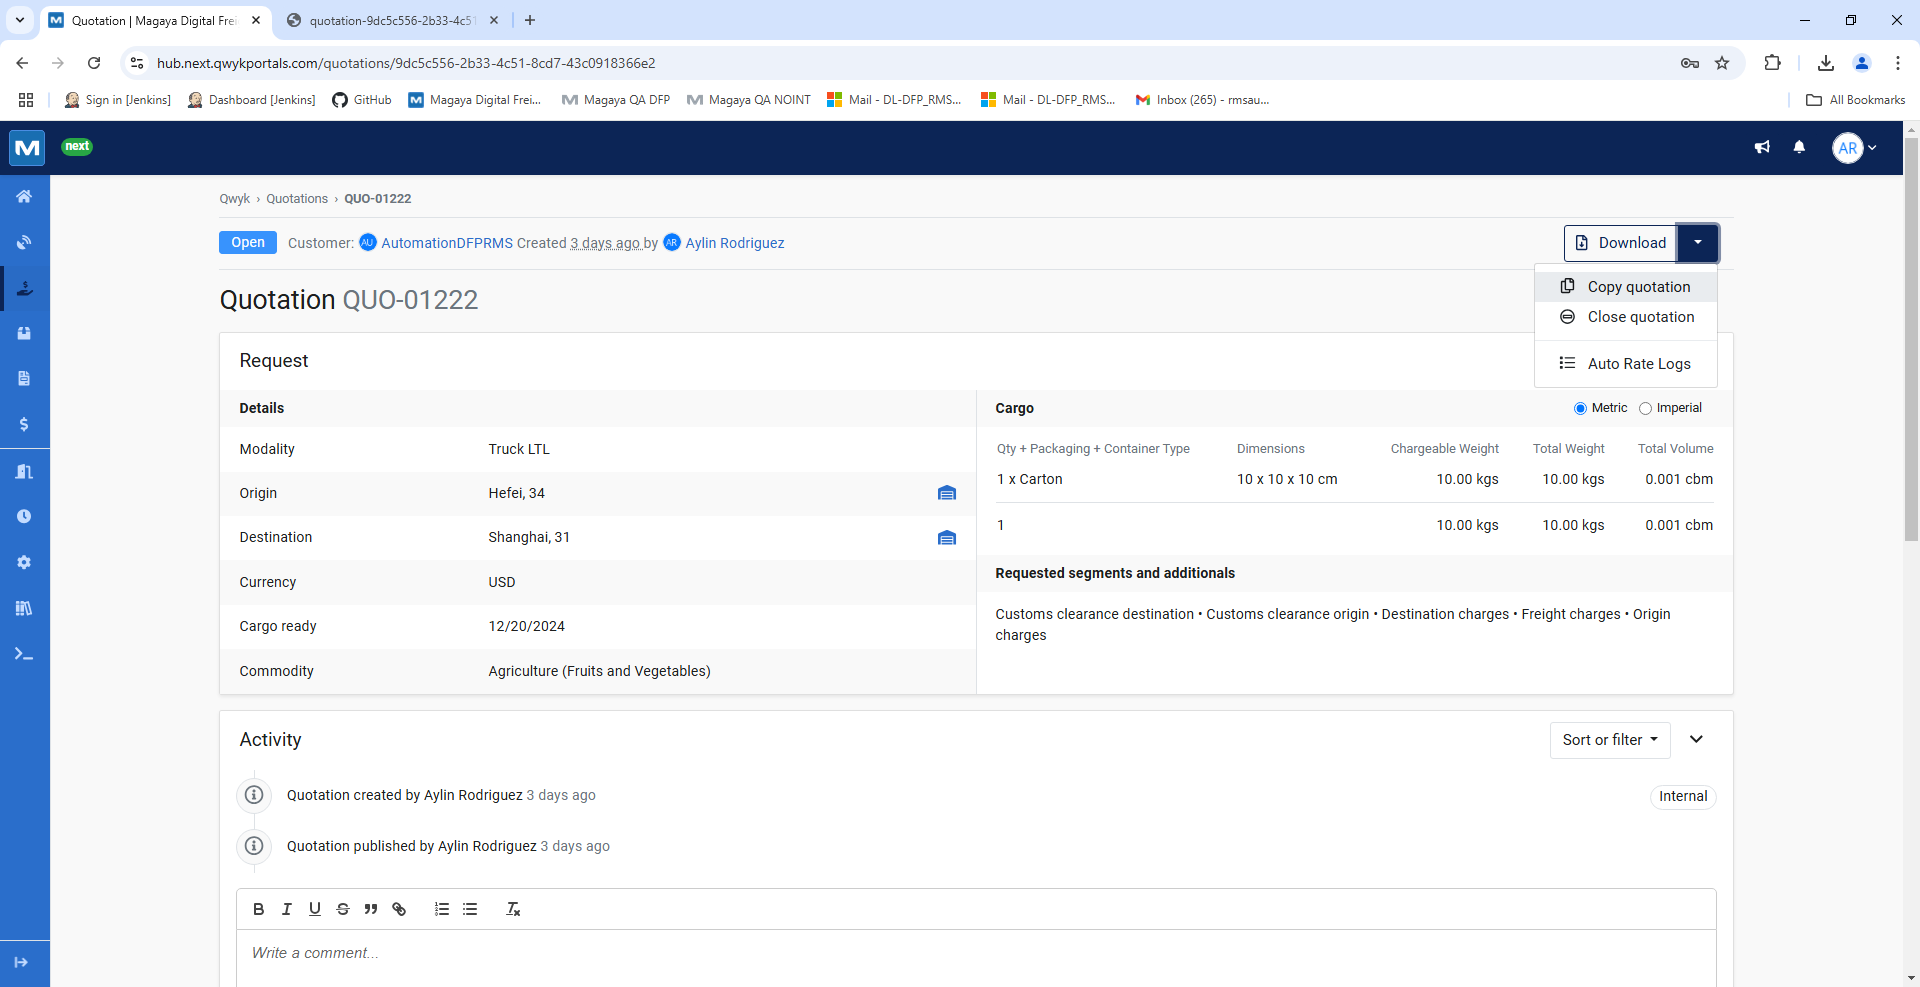 Quotation | Magaya Digital Frei
quotation-9dc5c556-2b33-4c51
hub.next.qwykportals.com/quotations/9dc5c556-2b33-4c51-8cd7-43c0918366e2
Sign in [Jenkins]
Dashboard [Jenkins]
GitHub
Magaya Digital Frei...
Magaya QA DFP
Magaya QA NOINT
Mail - DL-DFP_RMS...
Mail - DL-DFP_RMS...
Inbox (265) - rmsau...
All Bookmarks
next
AR
Qwyk › Quotations › QUO-01222
Open
Customer: AU AutomationDFPRMS Created 3 days ago by AR Aylin Rodriguez
Download
Copy quotation
Close quotation
Auto Rate Logs
Quotation QUO-01222
Request
Details
Modality Truck LTL
Origin Hefei, 34
Destination Shanghai, 31
Currency USD
Cargo ready 12/20/2024
Commodity Agriculture (Fruits and Vegetables)
Cargo
Metric Imperial
Qty + Packaging + Container Type Dimensions Chargeable Weight Total Weight Total Volume
1 x Carton 10 x 10 x 10 cm 10.00 kgs 10.00 kgs 0.001 cbm
1 10.00 kgs 10.00 kgs 0.001 cbm
Requested segments and additionals
Customs clearance destination • Customs clearance origin • Destination charges • Freight charges • Origin
charges
Activity
Sort or filter
Quotation created by Aylin Rodriguez 3 days ago
Internal
Quotation published by Aylin Rodriguez 3 days ago
Write a comment...